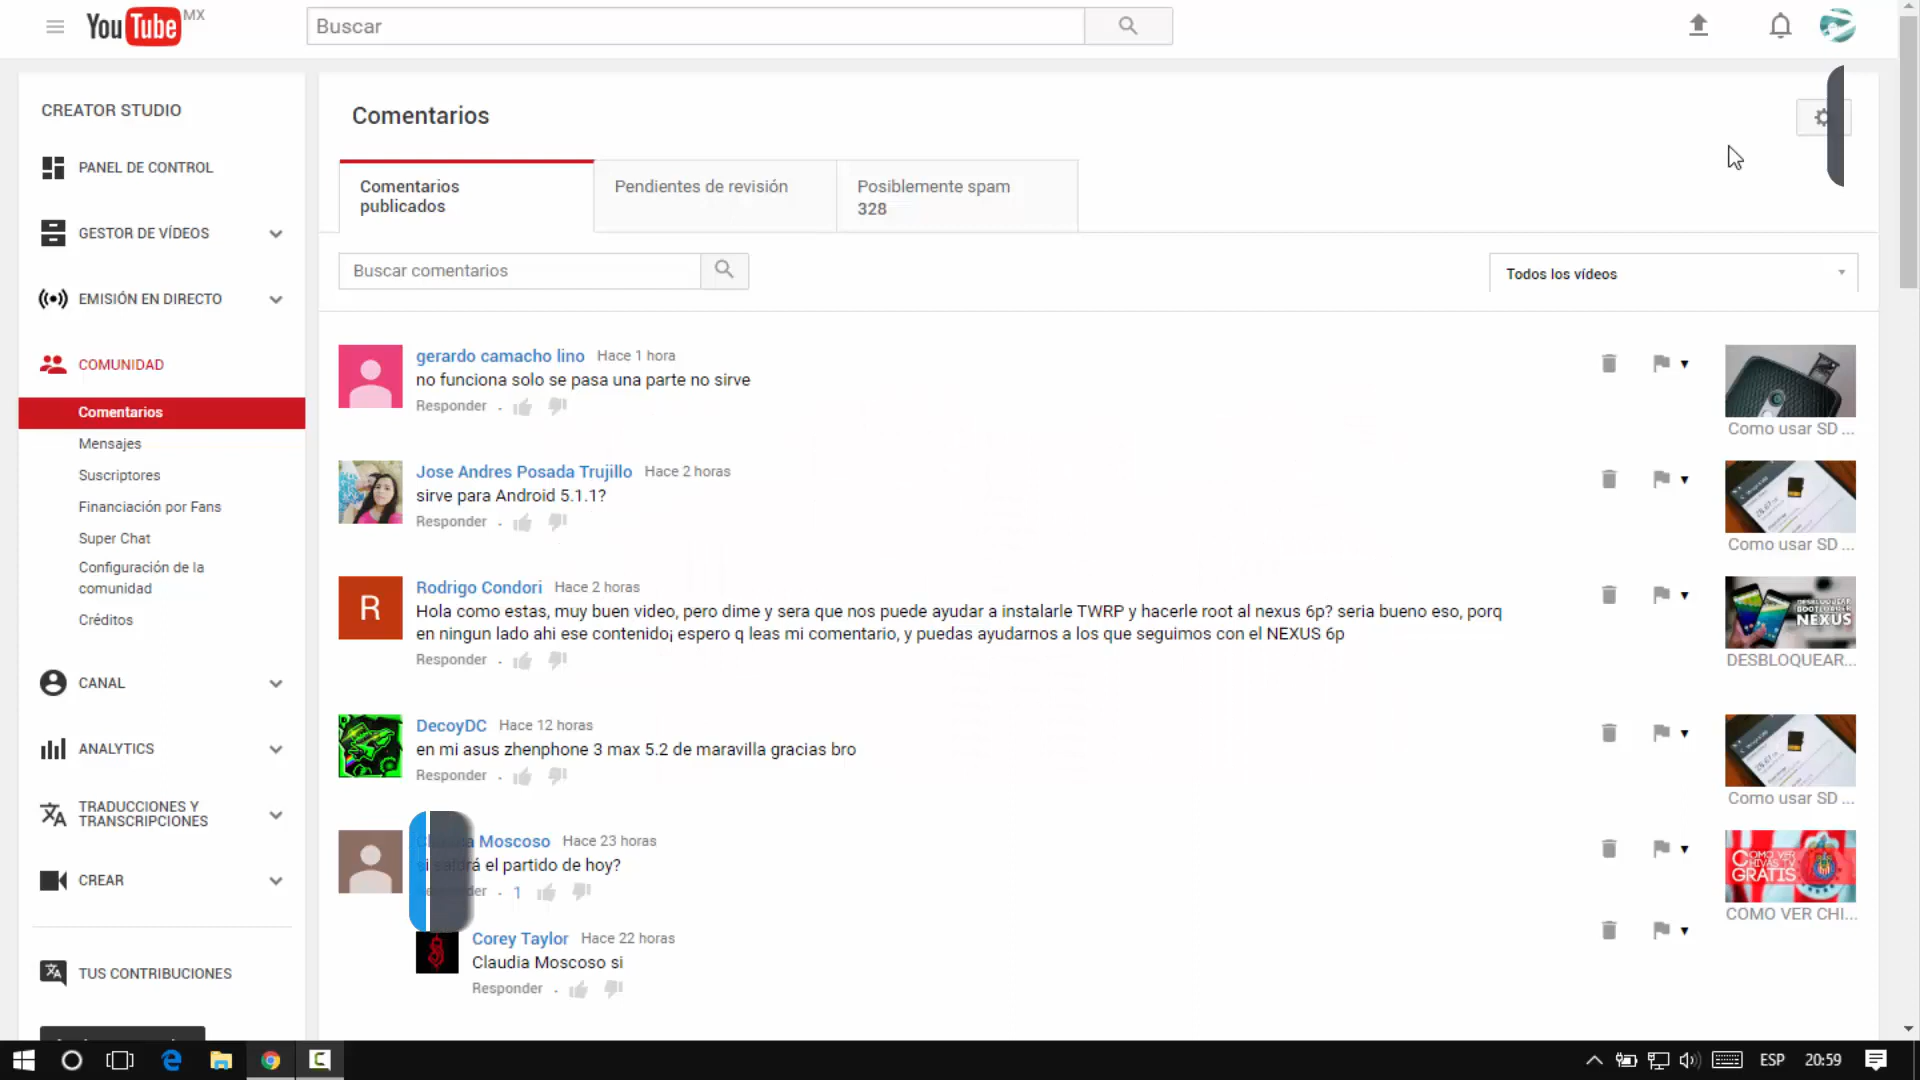 YouTube MX
Buscar
CREATOR STUDIO
PANEL DE CONTROL
GESTOR DE VÍDEOS
EMISIÓN EN DIRECTO
COMUNIDAD
Comentarios
Mensajes
Suscriptores
Financiación por Fans
Super Chat
Configuración de la
comunidad
Créditos
CANAL
ANALYTICS
TRADUCCIONES Y
TRANSCRIPCIONES
CREAR
TUS CONTRIBUCIONES
Comentarios
Comentarios
publicados
Pendientes de revisión
Posiblemente spam
328
Buscar comentarios
Todos los vídeos
gerardo camacho lino Hace 1 hora
no funciona solo se pasa una parte no sirve
Responder
Como usar SD ...
Jose Andres Posada Trujillo Hace 2 horas
sirve para Android 5.1.1?
Responder
Como usar SD ...
Rodrigo Condori Hace 2 horas
R
Hola como estas, muy buen video, pero dime y sera que nos puede ayudar a instalarle TWRP y hacerle root al nexus 6p? seria bueno eso, porq
en ningun lado ahi ese contenido¡ espero q leas mi comentario, y puedas ayudarnos a los que seguimos con el NEXUS 6p
Responder
DESBLOQUEAR
BOOTLOADER
NEXUS
DESBLOQUEAR...
DecoyDC Hace 12 horas
en mi asus zhenphone 3 max 5.2 de maravilla gracias bro
Responder
Como usar SD ...
Moscoso Hace 23 horas
el partido de hoy?
1
COMO VER
CHIVAS TV
GRATIS
COMO VER CHI...
Corey Taylor Hace 22 horas
Claudia Moscoso si
Responder
ESP 20:59